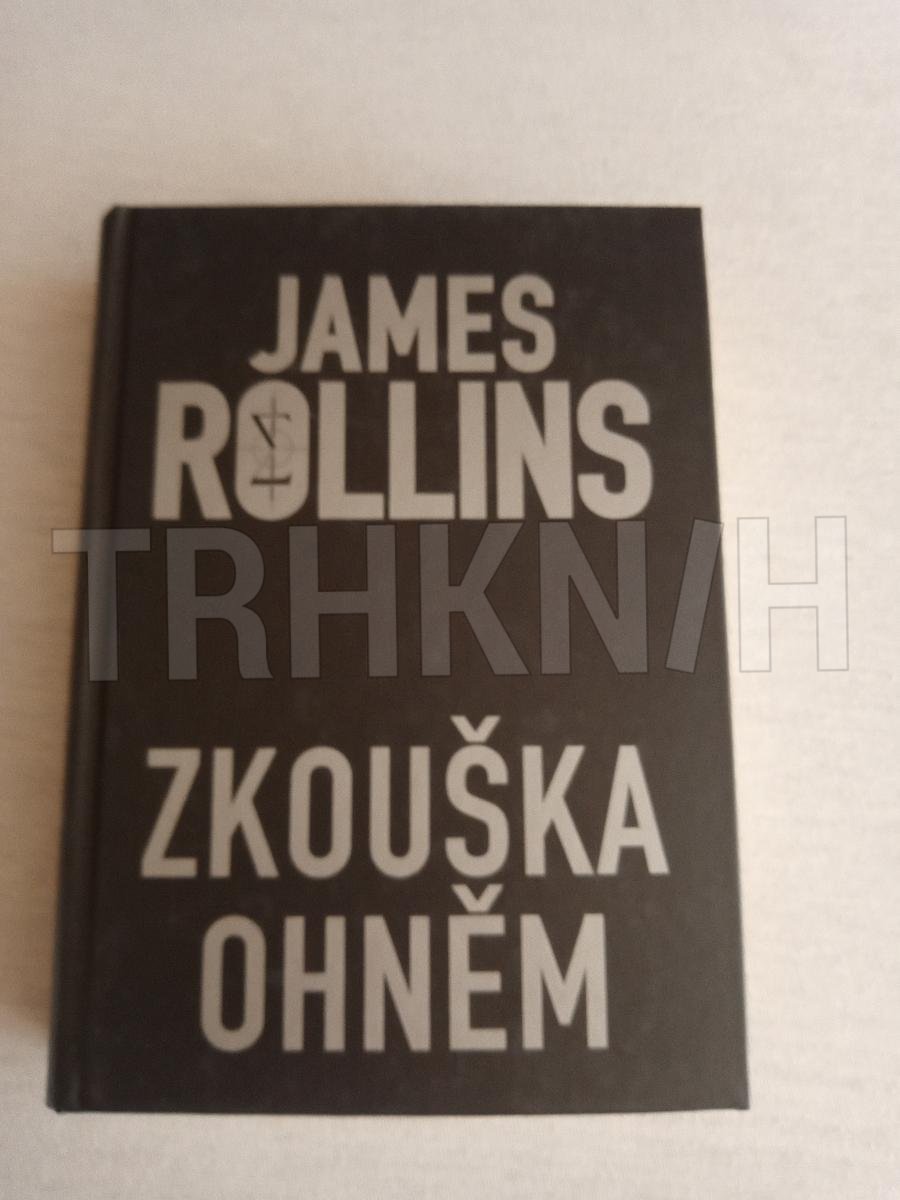 JAMES
ROLLINS
TRHKNIH
ZKOUŠKA
OHNĚM